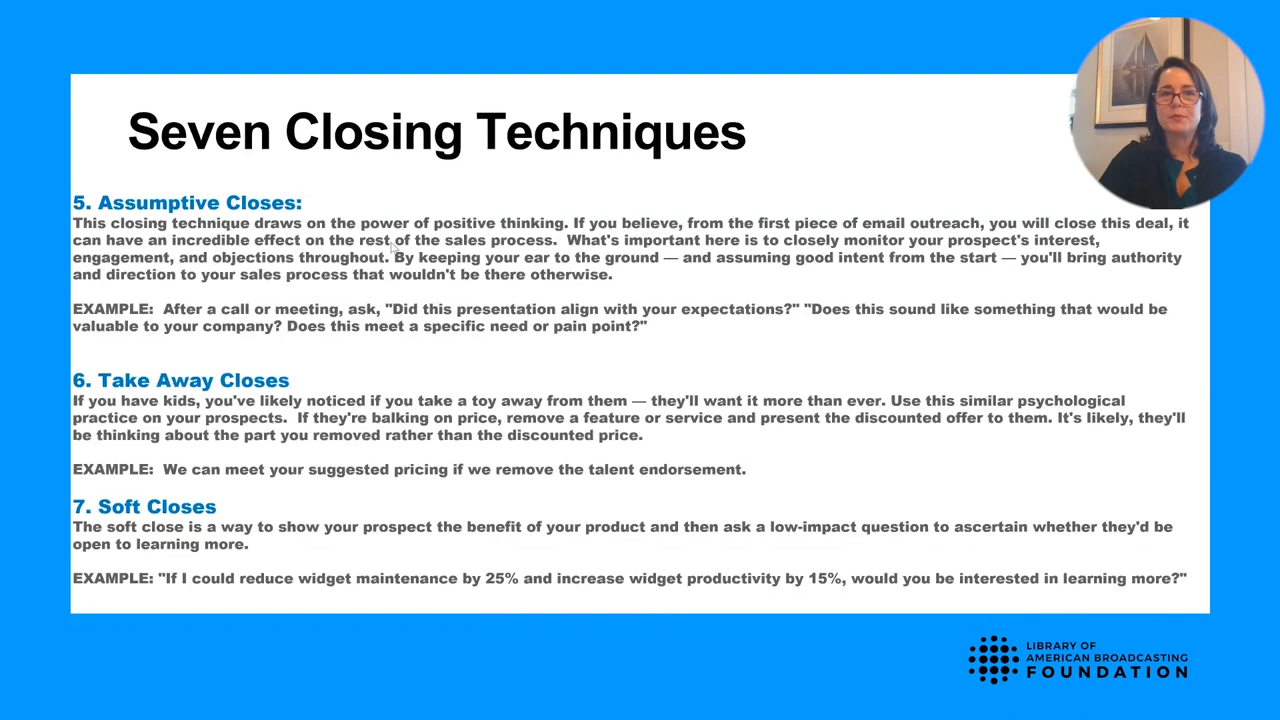 Seven Closing Techniques
5. Assumptive Closes:
This closing technique draws on the power of positive thinking. If you believe, from the first piece of email outreach, you will close this deal, it
can have an incredible effect on the rest of the sales process.  What's important here is to closely monitor your prospect's interest,
engagement, and objections throughout. By keeping your ear to the ground — and assuming good intent from the start — you'll bring authority
and direction to your sales process that wouldn't be there otherwise.
EXAMPLE:  After a call or meeting, ask, "Did this presentation align with your expectations?" "Does this sound like something that would be
valuable to your company? Does this meet a specific need or pain point?"
6. Take Away Closes
If you have kids, you've likely noticed if you take a toy away from them — they'll want it more than ever. Use this similar psychological
practice on your prospects.  If they're balking on price, remove a feature or service and present the discounted offer to them. It's likely, they'll
be thinking about the part you removed rather than the discounted price.
EXAMPLE:  We can meet your suggested pricing if we remove the talent endorsement.
7. Soft Closes
The soft close is a way to show your prospect the benefit of your product and then ask a low-impact question to ascertain whether they'd be
open to learning more.
EXAMPLE: "If I could reduce widget maintenance by 25% and increase widget productivity by 15%, would you be interested in learning more?"
LIBRARY OF
AMERICAN BROADCASTING
FOUNDATION